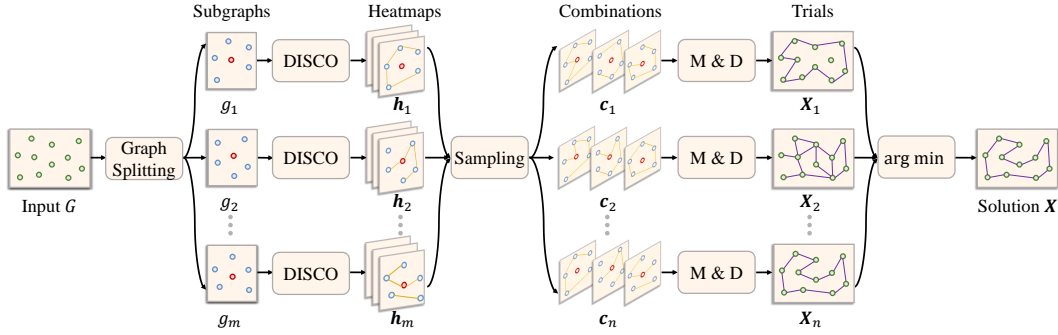 Subgraphs
Heatmaps
Combinations
Trials
DISCO
M & D
g₁
h₁
c₁
X₁
Graph
Splitting
DISCO
Sampling
M & D
arg min
Input G
g₂
h₂
c₂
X₂
Solution X
DISCO
M & D
gₘ
hₘ
cₙ
Xₙ